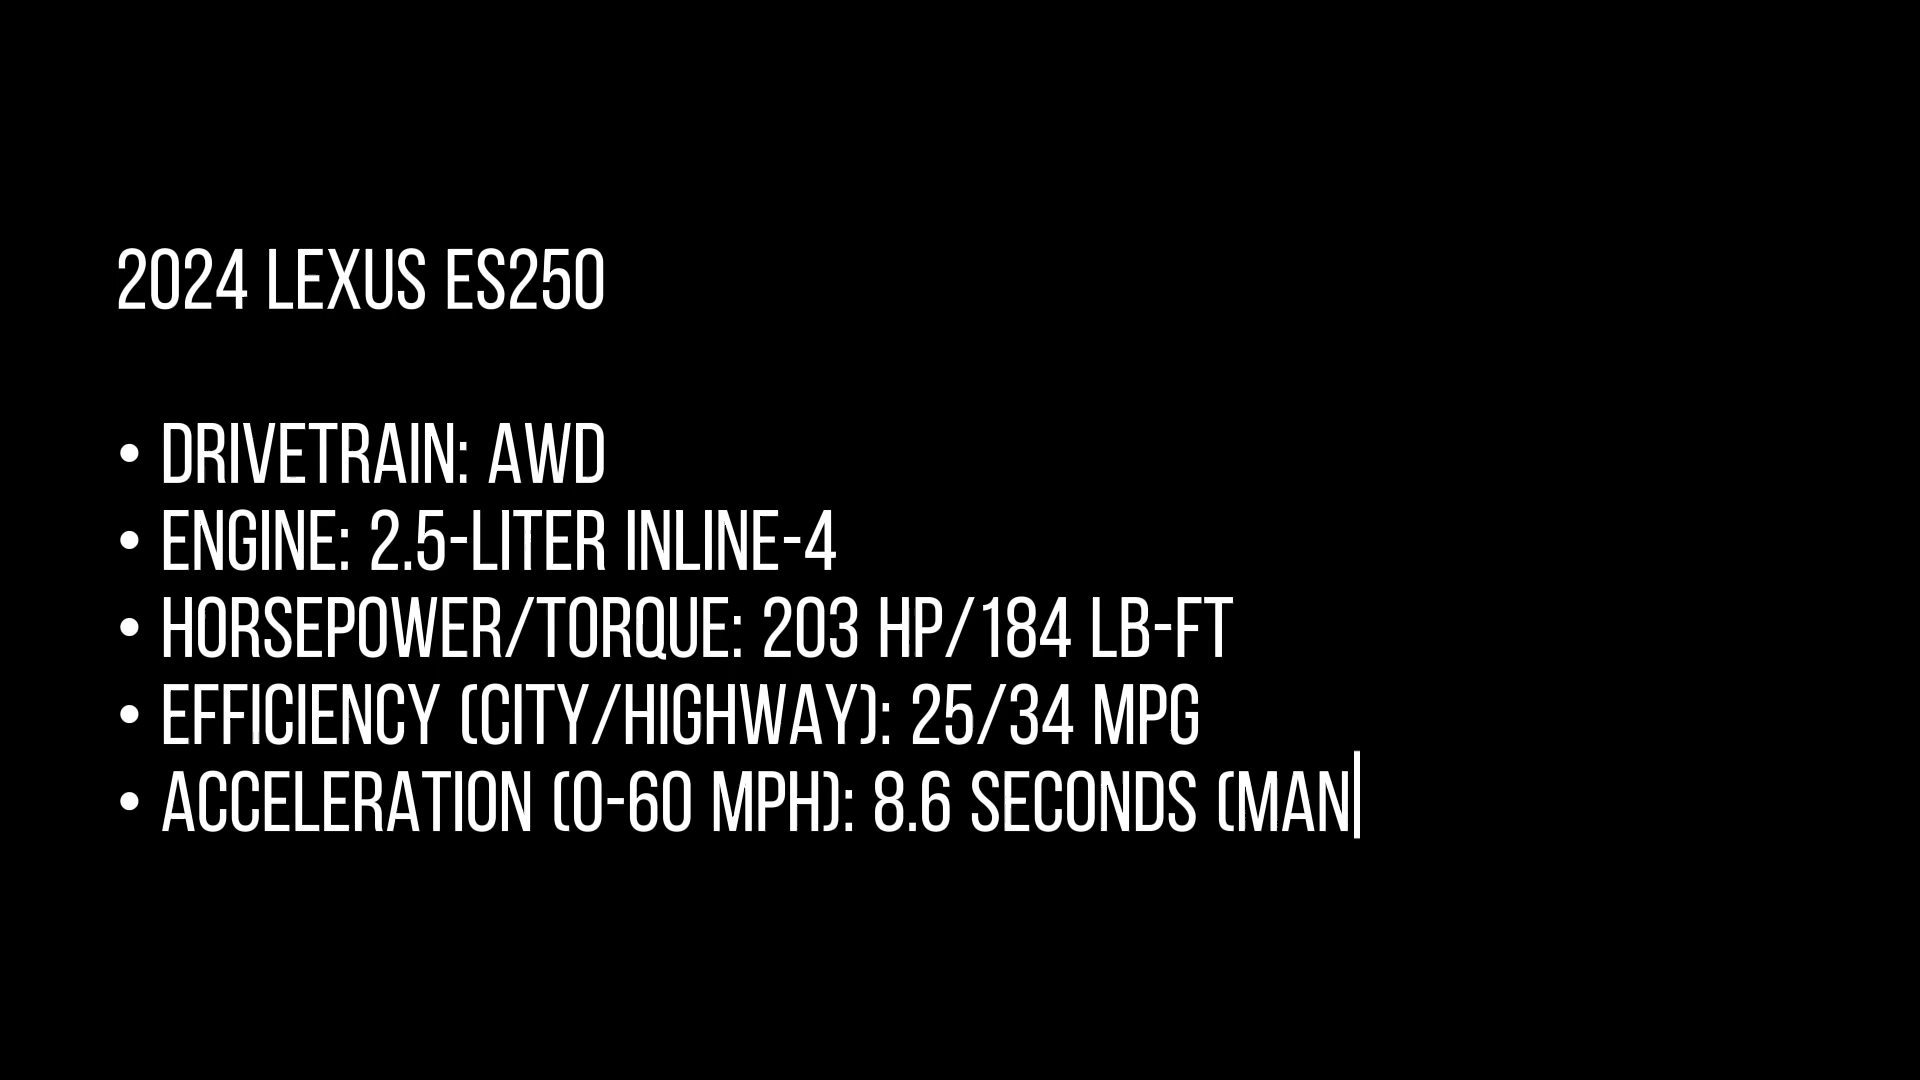 2024 LEXUS ES250
• DRIVETRAIN: AWD
• ENGINE: 2.5-LITER INLINE-4
• HORSEPOWER/TORQUE: 203 HP/184 LB-FT
• EFFICIENCY (CITY/HIGHWAY): 25/34 MPG
• ACCELERATION (0-60 MPH): 8.6 SECONDS (MAN